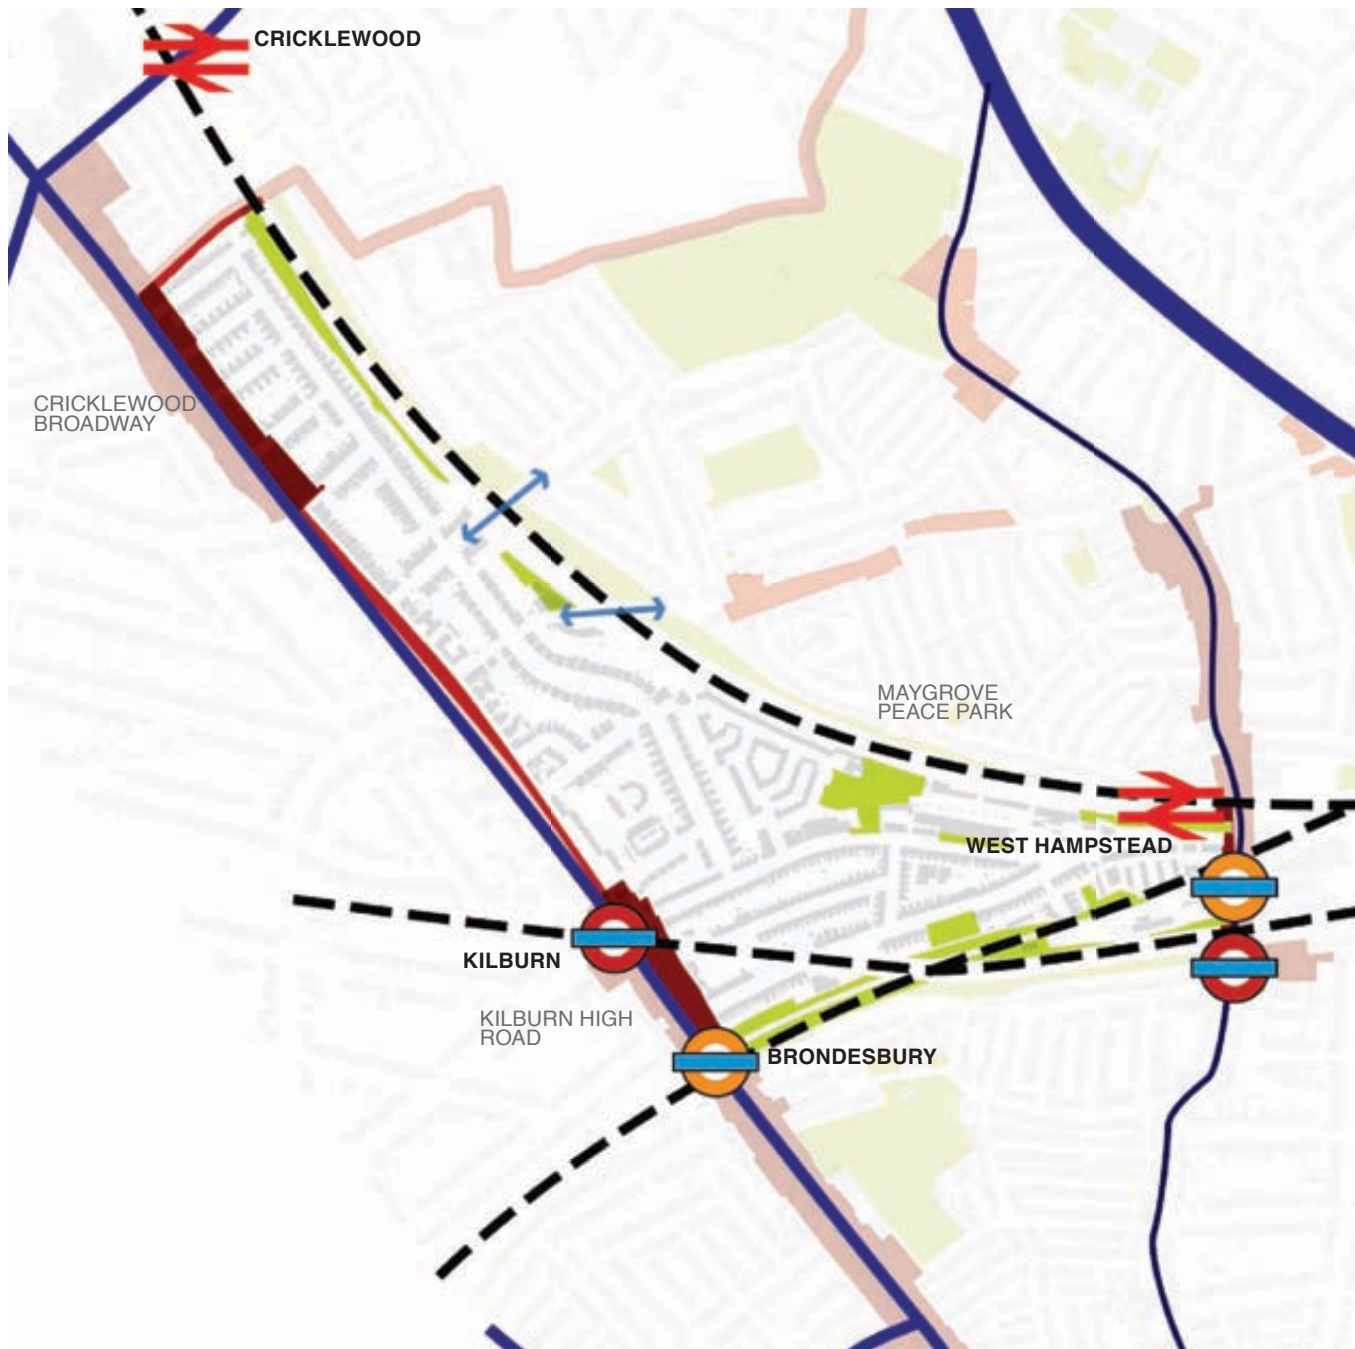 CRICKLEWOOD
CRICKLEWOOD
BROADWAY
MAYGROVE
PEACE PARK
WEST HAMPSTEAD
KILBURN
KILBURN HIGH
ROAD
BRONDESBURY